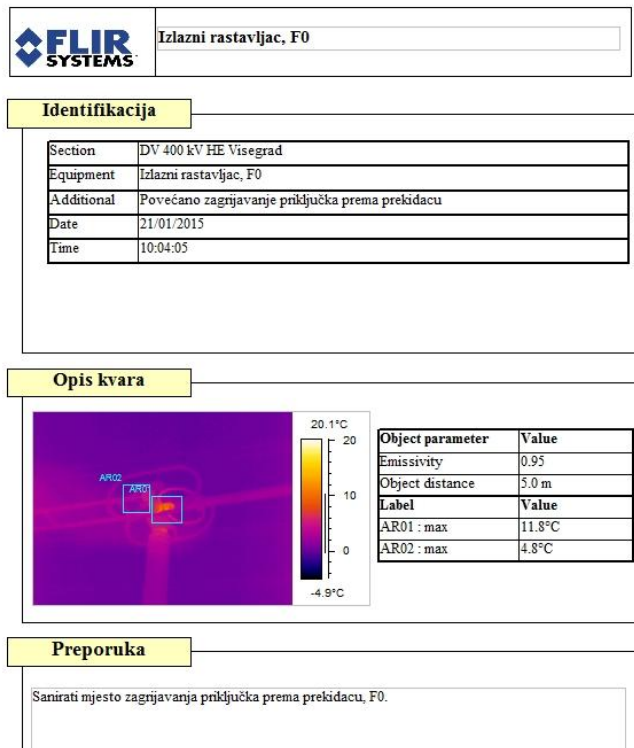 FLIR
SYSTEMS
Izlazni rastavljac, F0
Identifikacija
Section DV 400 kV HE Visegrad
Equipment Izlazni rastavljac, F0
Additional Povećano zagrijavanje priključka prema prekidacu
Date 21/01/2015
Time 10:04:05
Opis kvara
20.1°C
20
10
0
-4.9°C
AR02
AR01
Object parameter Value
Emissivity 0.95
Object distance 5.0 m
Label Value
AR01 : max 11.8°C
AR02 : max 4.8°C
Preporuka
Sanirati mjesto zagrijavanja priključka prema prekidacu, F0.